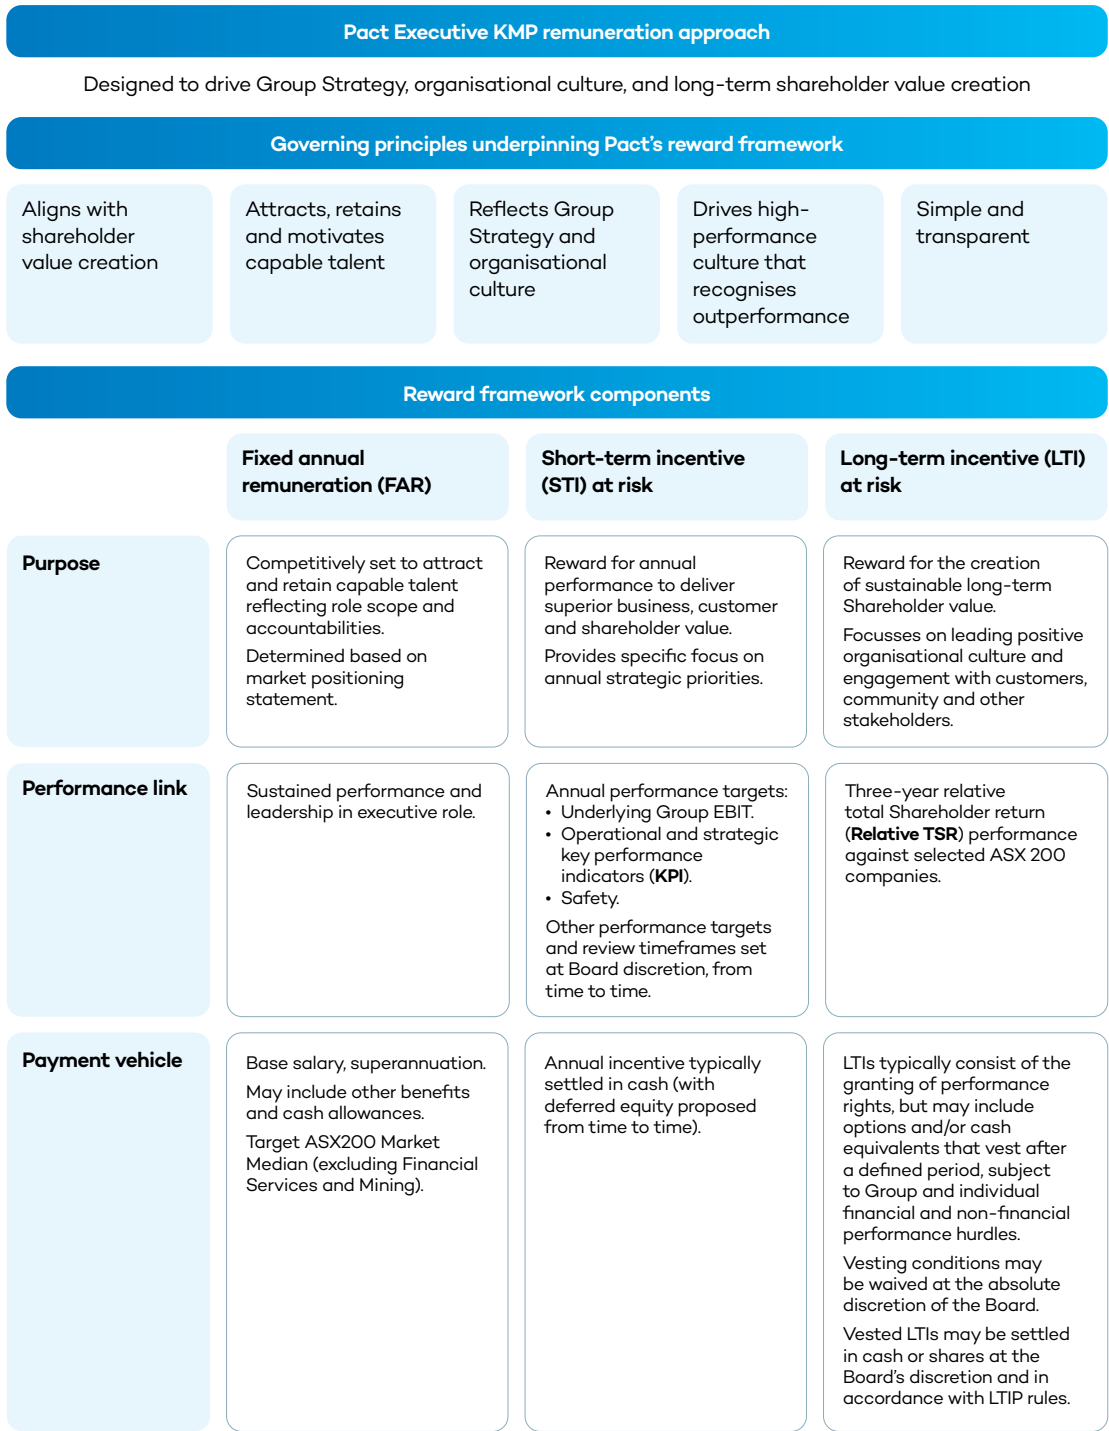 Pact Executive KMP remuneration approach
Designed to drive Group Strategy, organisational culture, and long-term shareholder value creation
Governing principles underpinning Pact's reward framework
Aligns with
shareholder
value creation
Attracts, retains
and motivates
capable talent
Reflects Group
Strategy and
organisational
culture
Drives high-
performance
culture that
recognises
outperformance
Simple and
transparent
Reward framework components
Fixed annual
remuneration (FAR)
Short-term incentive
(STI) at risk
Long-term incentive (LTI)
at risk
Purpose
Competitively set to attract
and retain capable talent
reflecting role scope and
accountabilities.
Determined based on
market positioning
statement.
Reward for annual
performance to deliver
superior business, customer
and shareholder value.
Provides specific focus on
annual strategic priorities.
Reward for the creation
of sustainable long-term
Shareholder value.
Focusses on leading positive
organisational culture and
engagement with customers,
community and other
stakeholders.
Performance link
Sustained performance and
leadership in executive role.
Annual performance targets:
• Underlying Group EBIT.
• Operational and strategic
key performance
indicators (KPI).
• Safety.
Other performance targets
and review timeframes set
at Board discretion, from
time to time.
Three-year relative
total Shareholder return
(Relative TSR) performance
against selected ASX 200
companies.
Payment vehicle
Base salary, superannuation.
May include other benefits
and cash allowances.
Target ASX200 Market
Median (excluding Financial
Services and Mining).
Annual incentive typically
settled in cash (with
deferred equity proposed
from time to time).
LTIs typically consist of the
granting of performance
rights, but may include
options and/or cash
equivalents that vest after
a defined period, subject
to Group and individual
financial and non-financial
performance hurdles.
Vesting conditions may
be waived at the absolute
discretion of the Board.
Vested LTIs may be settled
in cash or shares at the
Board's discretion and in
accordance with LTIP rules.